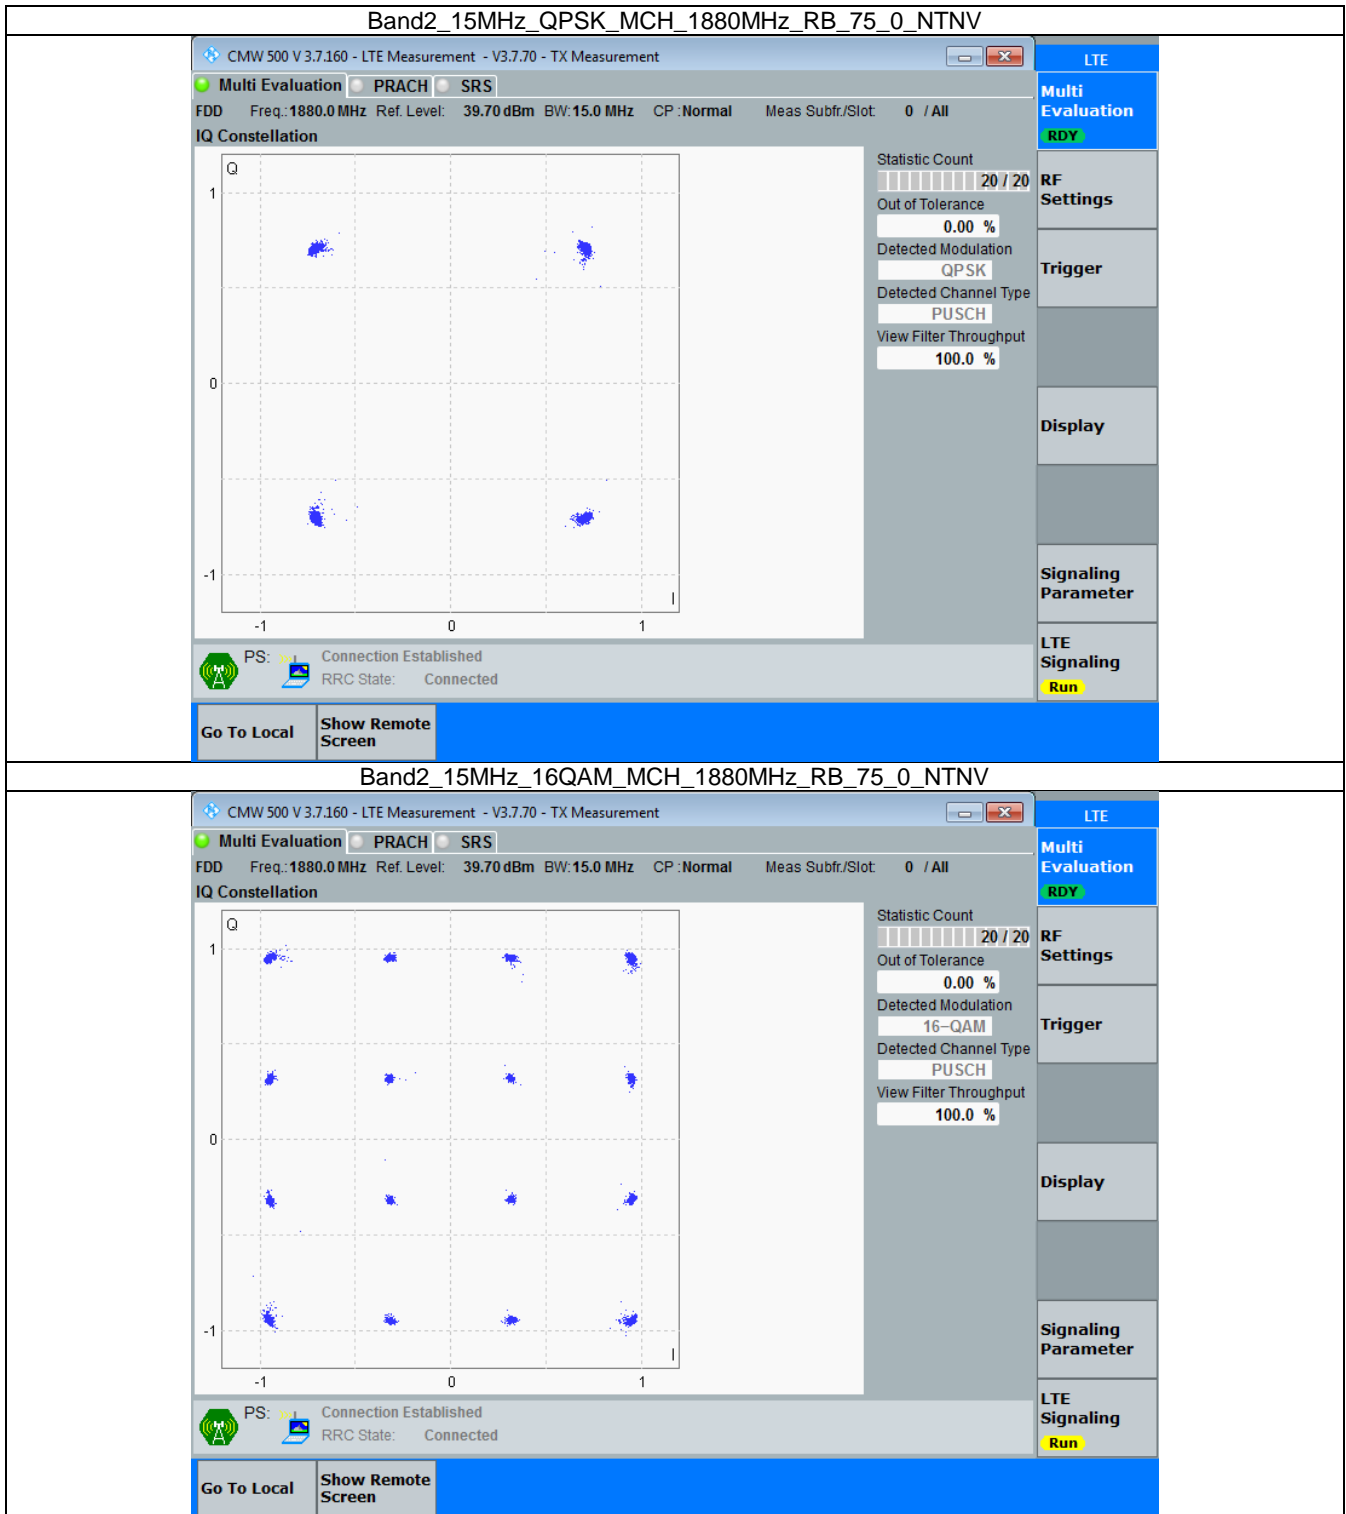 Band2_15MHz_QPSK_MCH_1880MHz_RB_75_0_NTNV
CMW 500 V 3.7.160 - LTE Measurement - V3.7.70 - TX Measurement
LTE
Multi Evaluation PRACH SRS
Multi
Evaluation
RDY
FDD Freq.:1880.0 MHz Ref. Level: 39.70 dBm BW:15.0 MHz CP :Normal Meas Subfr./Slot: 0 / All
IQ Constellation
Q
1
0
-1
I
-1 0 1
Statistic Count
20 / 20
Out of Tolerance
0.00 %
Detected Modulation
QPSK
Detected Channel Type
PUSCH
View Filter Throughput
100.0 %
RF
Settings
Trigger
Display
Signaling
Parameter
LTE
Signaling
Run
PS: Connection Established
RRC State: Connected
Go To Local Show Remote
Screen
Band2_15MHz_16QAM_MCH_1880MHz_RB_75_0_NTNV
CMW 500 V 3.7.160 - LTE Measurement - V3.7.70 - TX Measurement
LTE
Multi Evaluation PRACH SRS
Multi
Evaluation
RDY
FDD Freq.:1880.0 MHz Ref. Level: 39.70 dBm BW:15.0 MHz CP :Normal Meas Subfr./Slot: 0 / All
IQ Constellation
Q
1
0
-1
I
-1 0 1
Statistic Count
20 / 20
Out of Tolerance
0.00 %
Detected Modulation
16-QAM
Detected Channel Type
PUSCH
View Filter Throughput
100.0 %
RF
Settings
Trigger
Display
Signaling
Parameter
LTE
Signaling
Run
PS: Connection Established
RRC State: Connected
Go To Local Show Remote
Screen